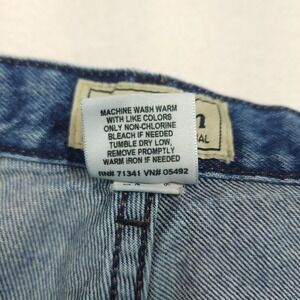 MACHINE WASH WARM
WITH LIKE COLORS
ONLY NON-CHLORINE
BLEACH IF NEEDED
TUMBLE DRY LOW,
REMOVE PROMPTLY
WARM IRON IF NEEDED
RN# 71341 VN# 05492